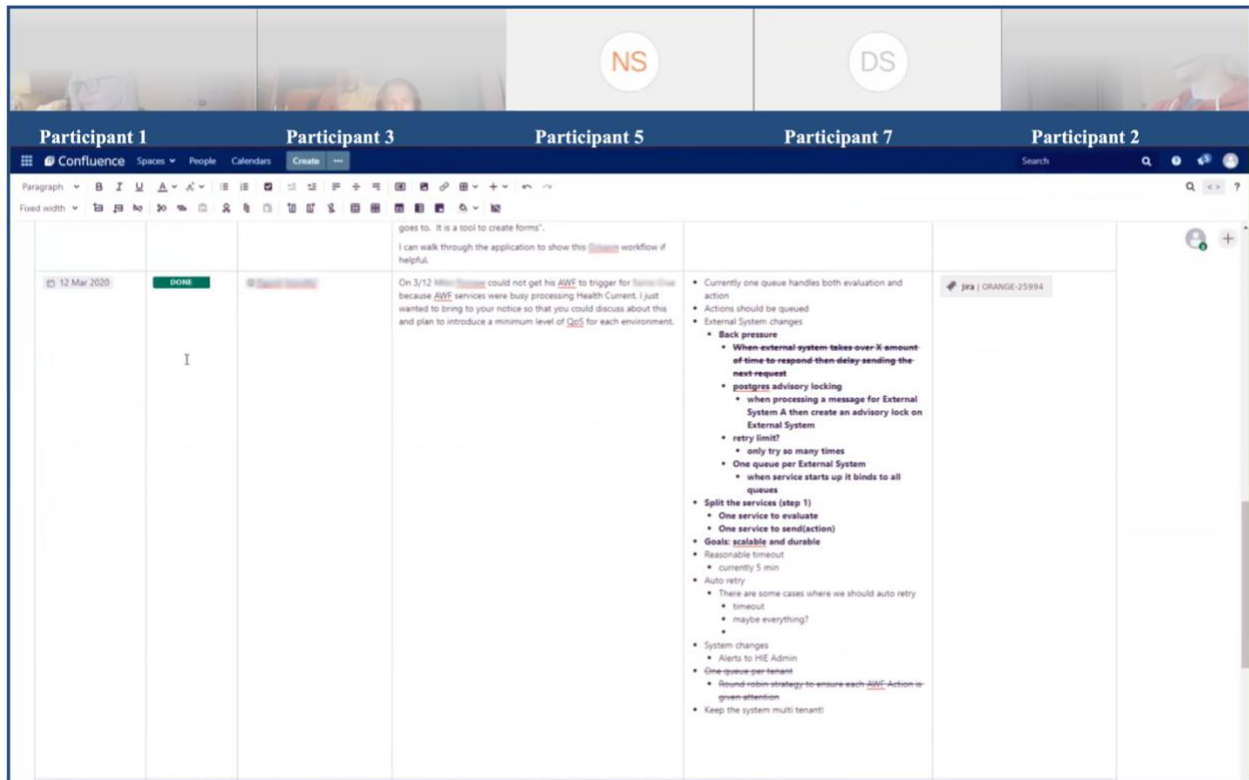 NS
DS
Participant 1
Participant 3
Participant 5
Participant 7
Participant 2
Confluence
Spaces
People
Calendars
Create
Search
Paragraph
B I U A
Fixed width
goes to. It is a tool to create forms".
I can walk through the application to show this workflow if
helpful.
12 Mar 2020
DONE
On 3/12 could not get his AWF to trigger for
because AWF services were busy processing Health Current. I just
wanted to bring to your notice so that you could discuss about this
and plan to introduce a minimum level of QoS for each environment.
• Currently one queue handles both evaluation and
action
• Actions should be queued
• External System changes
• Back pressure
• When external system takes over X amount
of time to respond then delay sending the
next request
• postgres advisory locking
• when processing a message for External
System A then create an advisory lock on
External System
• retry limit?
• only try so many times
• One queue per External System
• when service starts up it binds to all
queues
• Split the services (step 1)
• One service to evaluate
• One service to send(action)
• Goals: scalable and durable
• Reasonable timeout
• currently 5 min
• Auto retry
• There are some cases where we should auto retry
• timeout
• maybe everything?
•
• System changes
• Alerts to HIE Admin
• One queue per tenant
• Round robin strategy to ensure each AWF Action is
given attention
• Keep the system multi tenant!
Jira | ORANGE-25994